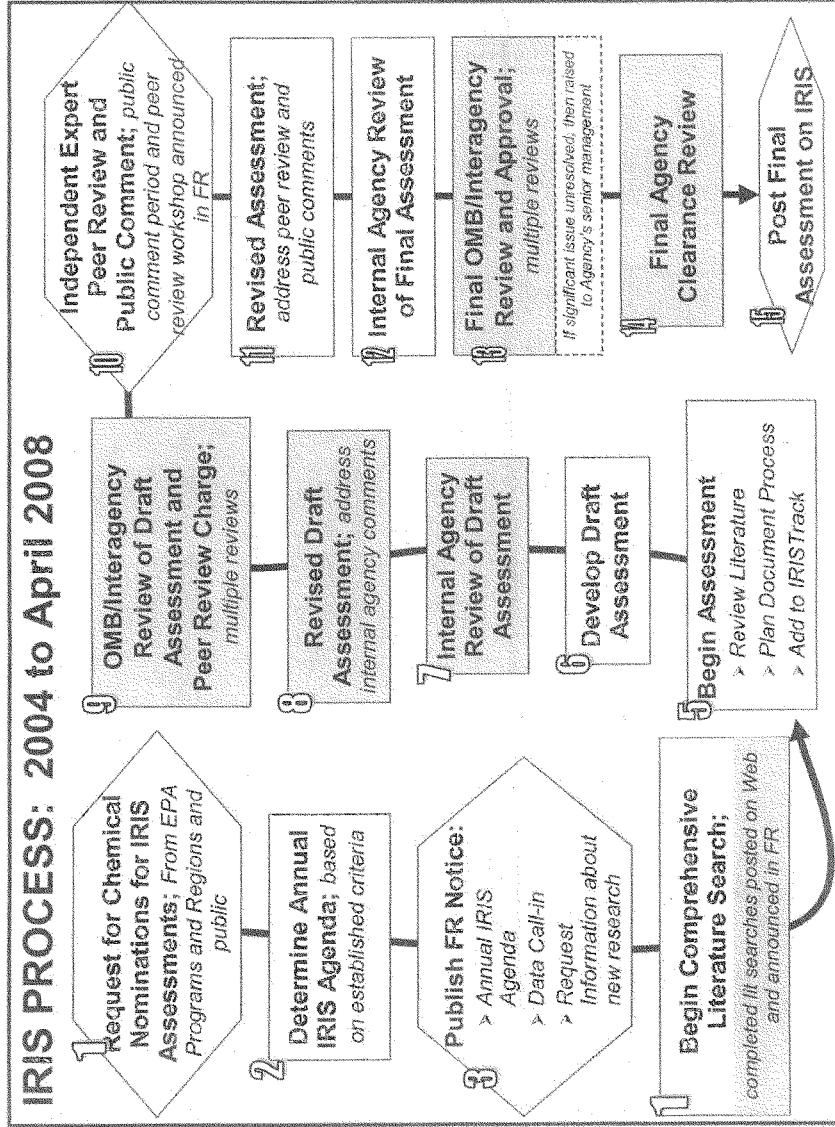 IRIS PROCESS: 2004 to April 2008
1
Request for Chemical
Nominations for IRIS
Assessments; From EPA
Programs and Regions and
public
2
Determine Annual
IRIS Agenda; based
on established criteria
3
Publish FR Notice:
➢ Annual IRIS
Agenda
➢ Data Call-in
➢ Request
Information about
new research
1
Begin Comprehensive
Literature Search;
completed lit searches posted on Web
and announced in FR
5
Begin Assessment
➢ Review Literature
➢ Plan Document Process
➢ Add to IRISTrack
6
Develop Draft
Assessment
7
Internal Agency
Review of Draft
Assessment
8
Revised Draft
Assessment; address
internal agency comments
9
OMB/Interagency
Review of Draft
Assessment and
Peer Review Charge;
multiple reviews
10
Independent Expert
Peer Review and
Public Comment; public
comment period and peer
review workshop announced
in FR
11
Revised Assessment;
address peer review and
public comments
12
Internal Agency Review
of Final Assessment
13
Final OMB/Interagency
Review and Approval;
multiple reviews
If significant issue unresolved, then raised
to Agency's senior management
14
Final Agency
Clearance Review
15
Post Final
Assessment on IRIS